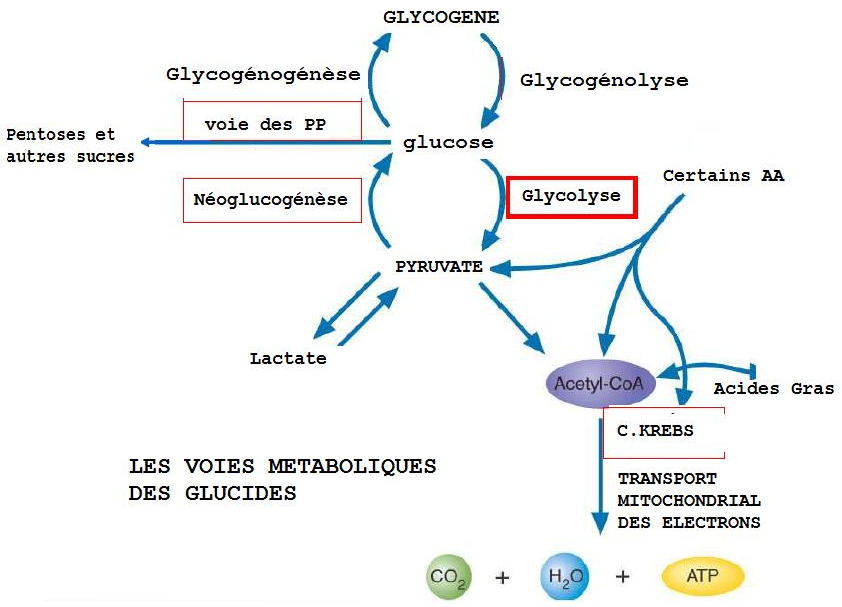 GLYCOGENE
Glycogénogénèse
Glycogénolyse
voie des PP
Pentoses et
autres sucres
glucose
Certains AA
Néoglucogénèse
Glycolyse
PYRUVATE
Lactate
Acetyl-CoA
Acides Gras
C.KREBS
LES VOIES METABOLIQUES
DES GLUCIDES
TRANSPORT
MITOCHONDRIAL
DES ELECTRONS
CO2 + H2O + ATP